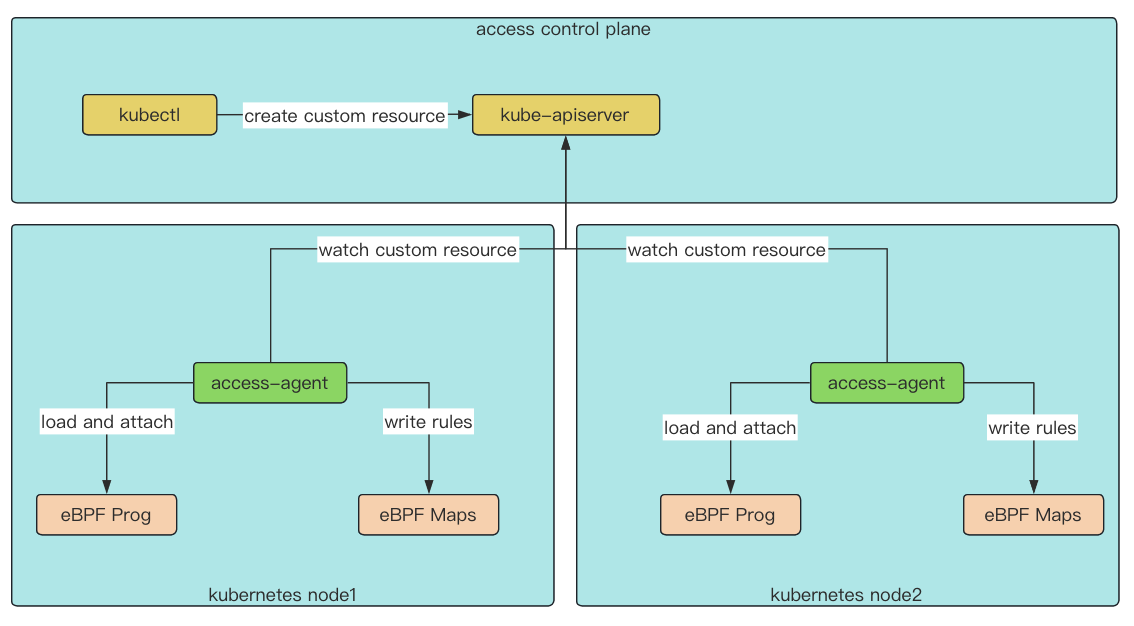 access control plane
kubectl
create custom resource
kube-apiserver
watch custom resource
watch custom resource
access-agent
load and attach
write rules
eBPF Prog
eBPF Maps
kubernetes node1
access-agent
load and attach
write rules
eBPF Prog
eBPF Maps
kubernetes node2